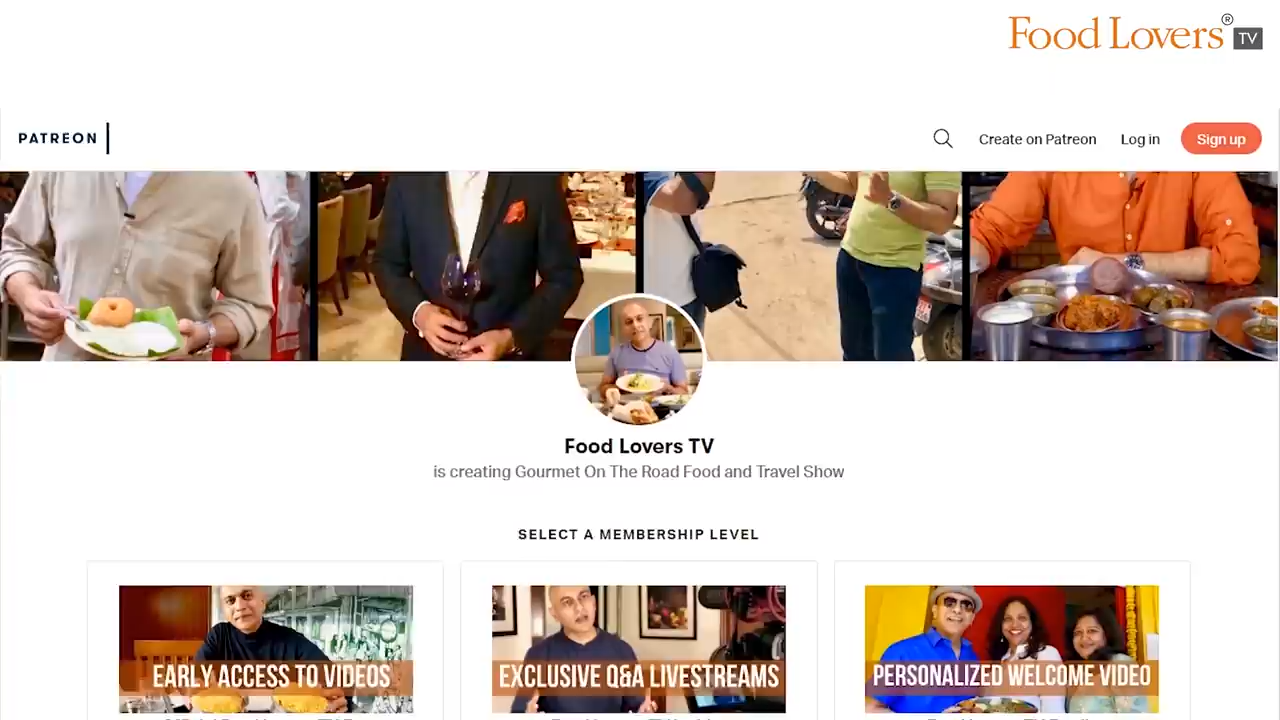 Food Lovers® TV
PATREON
Create on Patreon
Log in
Sign up
Food Lovers TV
is creating Gourmet On The Road Food and Travel Show
SELECT A MEMBERSHIP LEVEL
EARLY ACCESS TO VIDEOS
EXCLUSIVE Q&A LIVESTREAMS
PERSONALIZED WELCOME VIDEO